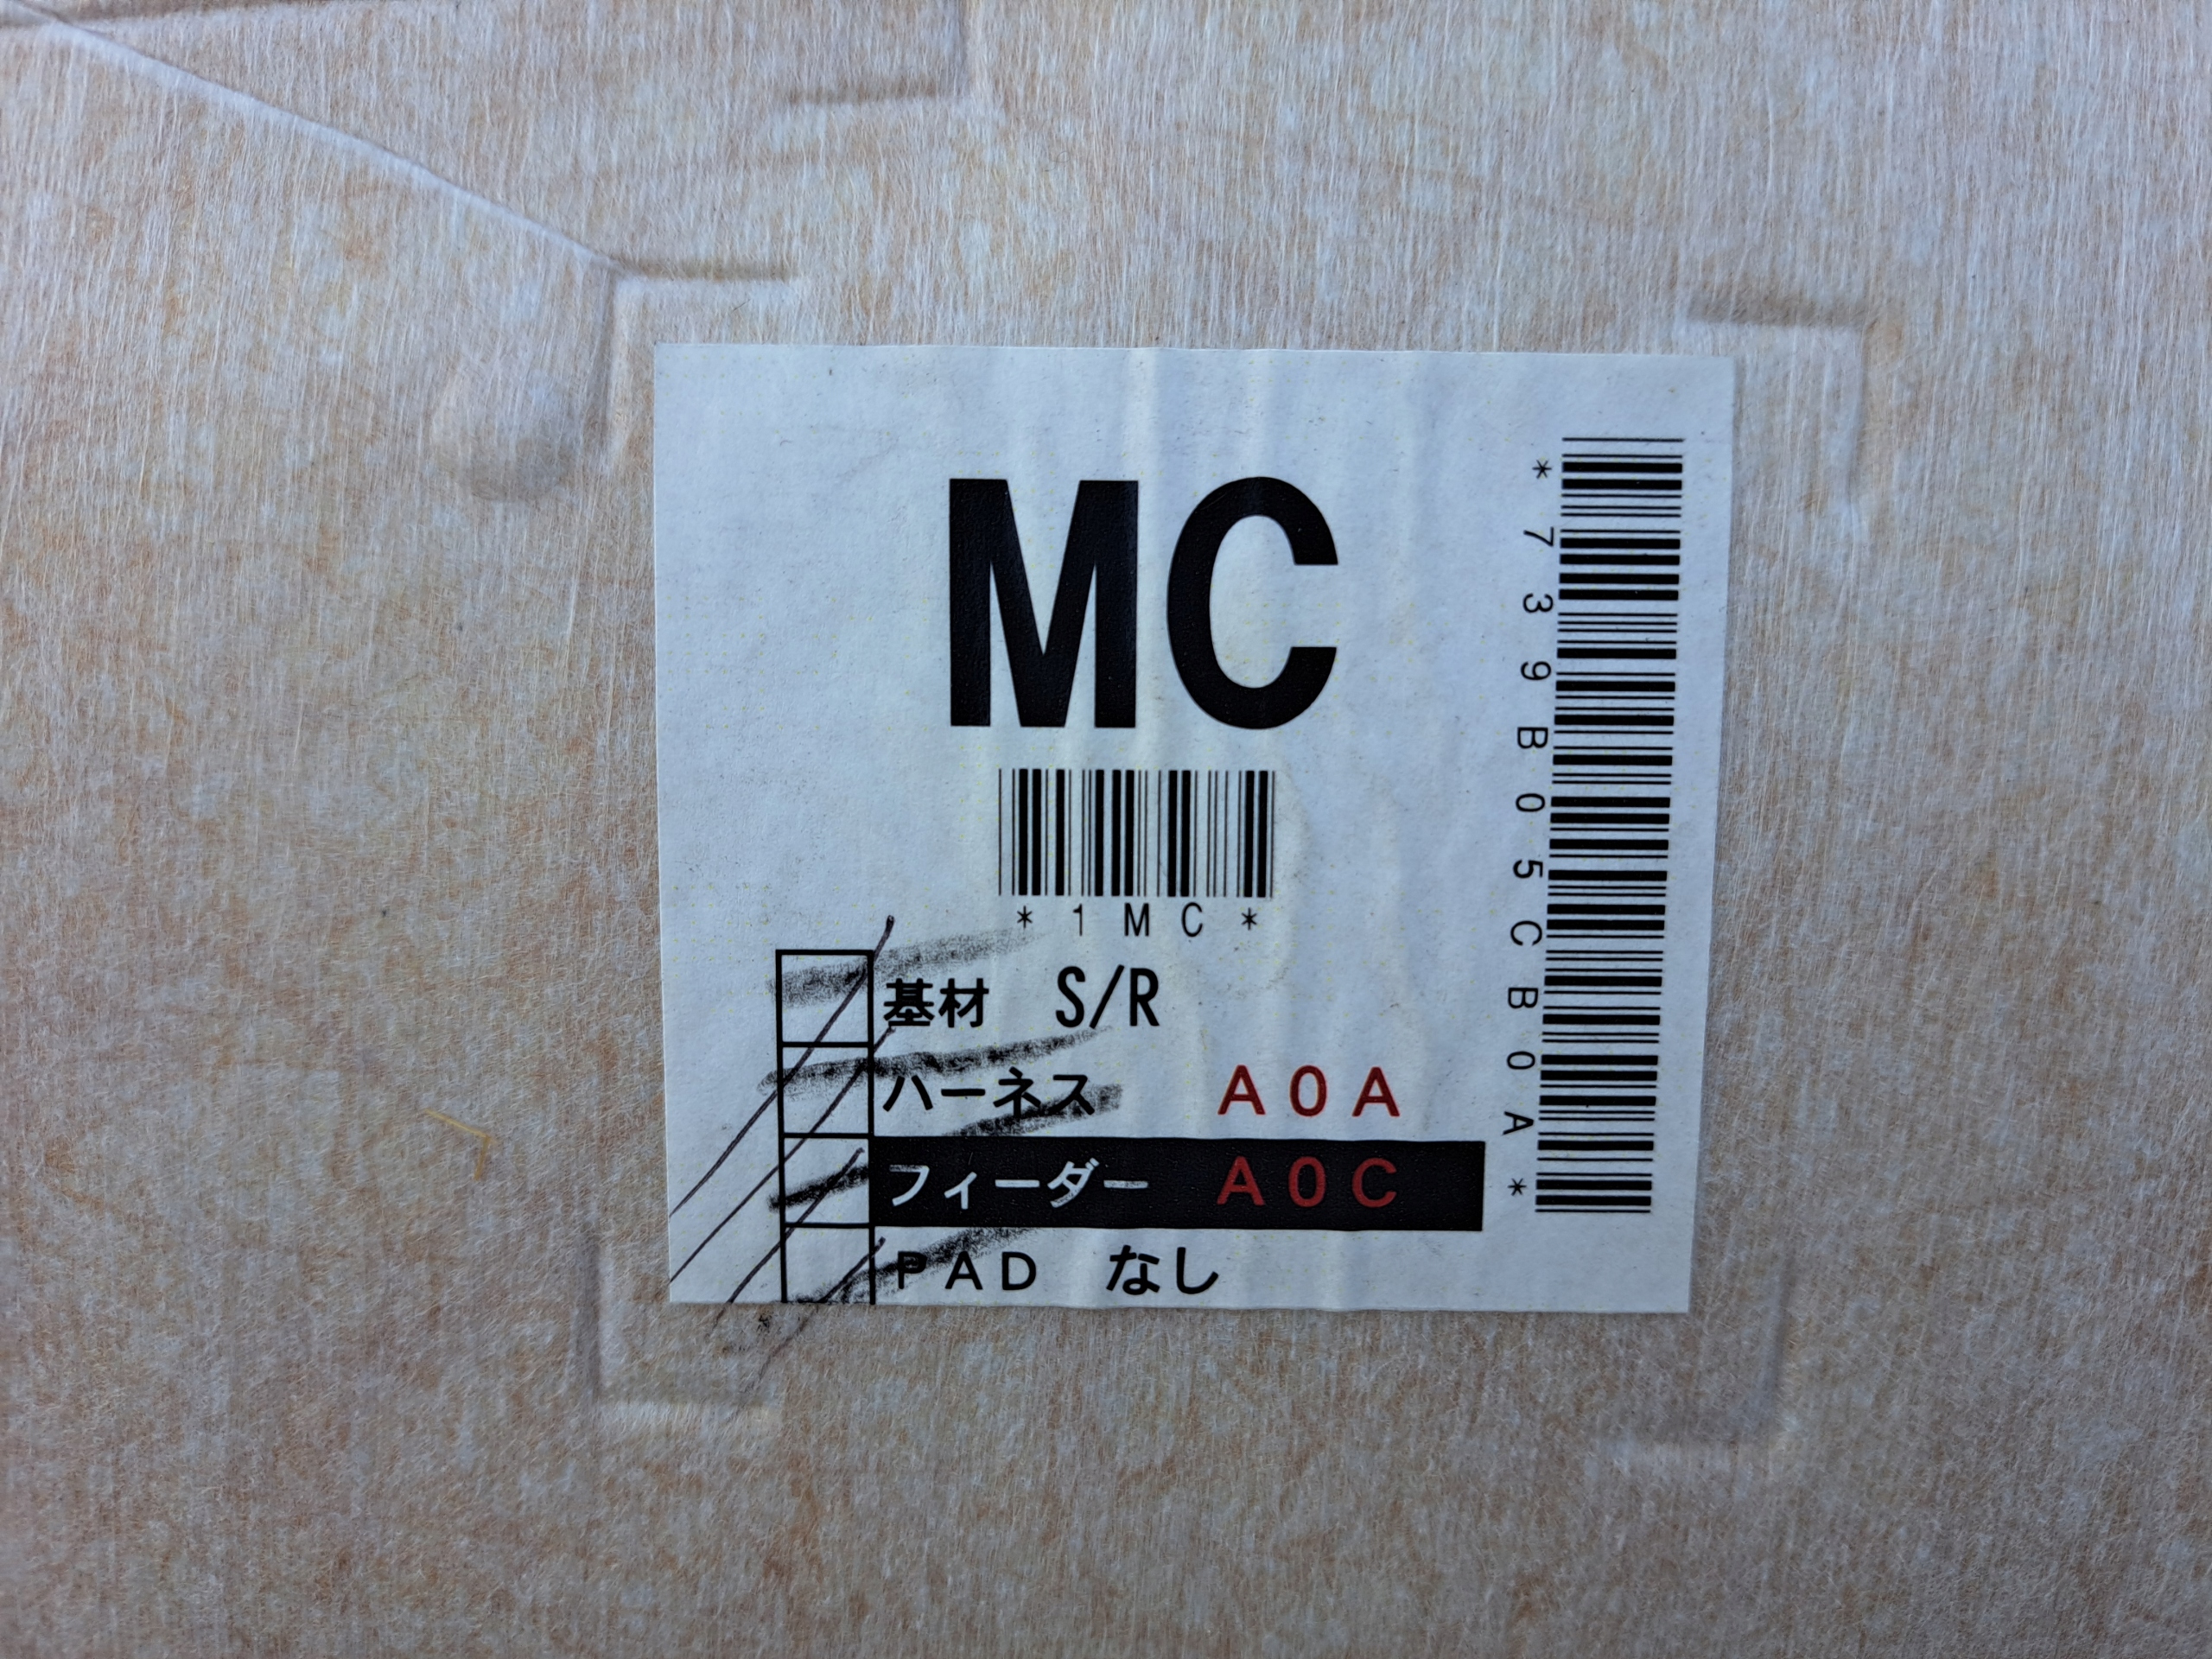 MC
*1MC*
基材 S/R
ハーネス A0A
フィーダー A0C
PAD なし
*739B05CB0A*